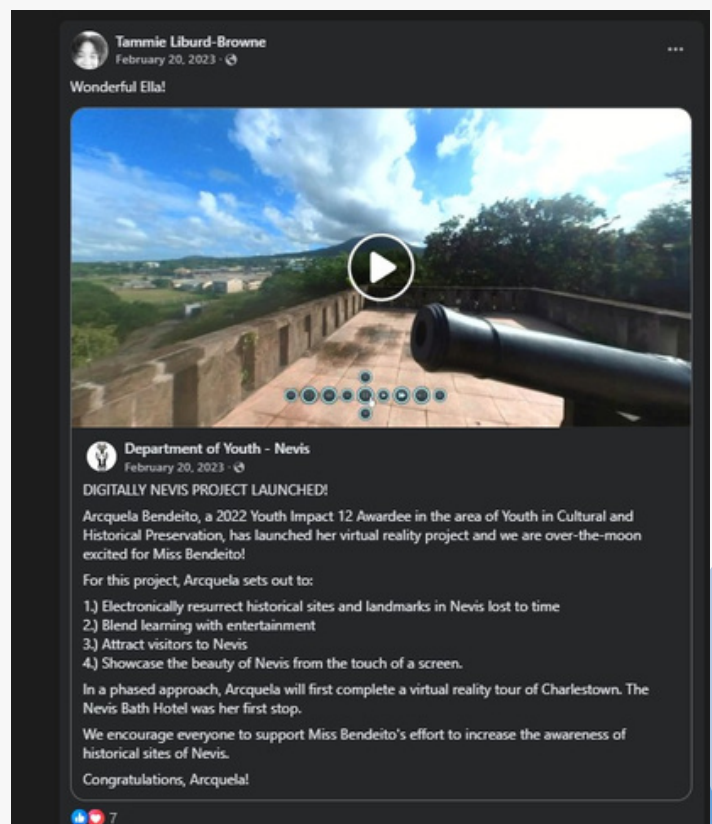 Tammie Liburd-Browne
February 20, 2023 ·
Wonderful Ella!
Department of Youth - Nevis
February 20, 2023 ·
DIGITALLY NEVIS PROJECT LAUNCHED!
Arcquela Bendeito, a 2022 Youth Impact 12 Awardee in the area of Youth in Cultural and
Historical Preservation, has launched her virtual reality project and we are over-the-moon
excited for Miss Bendeito!
For this project, Arcquela sets out to:
1.) Electronically resurrect historical sites and landmarks in Nevis lost to time
2.) Blend learning with entertainment
3.) Attract visitors to Nevis
4.) Showcase the beauty of Nevis from the touch of a screen.
In a phased approach, Arcquela will first complete a virtual reality tour of Charlestown. The
Nevis Bath Hotel was her first stop.
We encourage everyone to support Miss Bendeito's effort to increase the awareness of
historical sites of Nevis.
Congratulations, Arcquela!
7